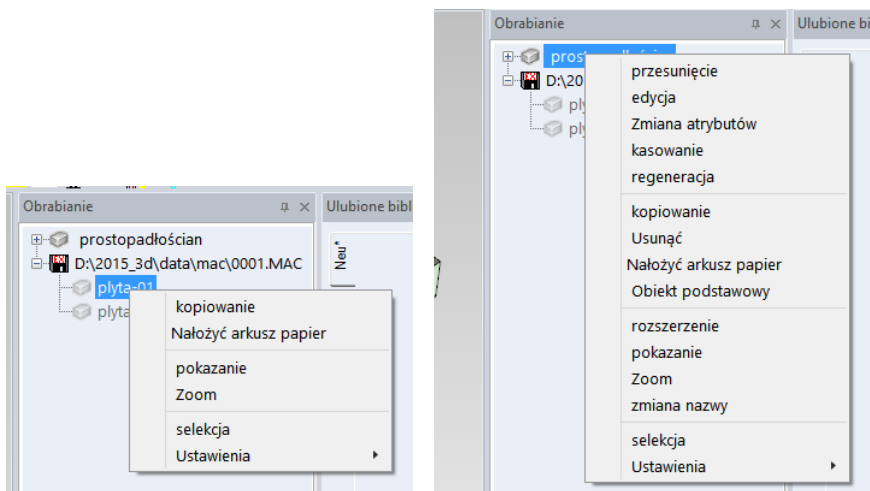 Obrabianie
Ulubione bibl
prostopadłościan
D:\2015_3d\data\mac\0001.MAC
Neu*
plyta-01
plyta
kopiowanie
Nałożyć arkusz papier
pokazanie
Zoom
selekcja
Ustawienia
Obrabianie
Ulubione bi
D:\20
przesunięcie
edycja
Zmiana atrybutów
kasowanie
regeneracja
kopiowanie
Usunąć
Nałożyć arkusz papier
Obiekt podstawowy
rozszerzenie
pokazanie
Zoom
zmiana nazwy
selekcja
Ustawienia